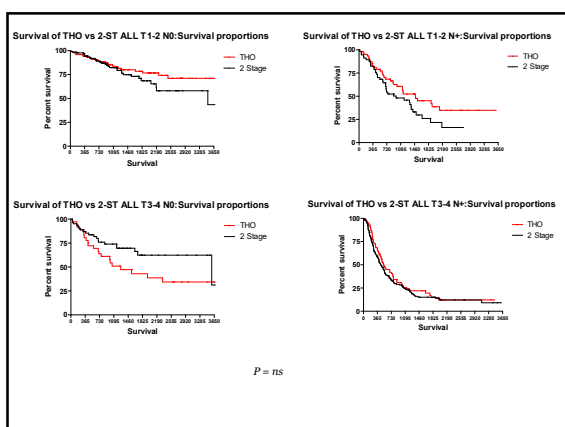 Survival of THO vs 2-ST ALL T1-2 N0:Survival proportions
100
75
50
25
0
Percent survival
0 365 730 1095 1460 1825 2190 2555 2920 3285 3650
Survival
THO
2 Stage
Survival of THO vs 2-ST ALL T1-2 N+:Survival proportions
100
75
50
25
0
Percent survival
0 365 730 1095 1460 1825 2190 2555 2920 3285 3650
Survival
THO
2 Stage
Survival of THO vs 2-ST ALL T3-4 N0:Survival proportions
100
75
50
25
0
Percent survival
0 365 730 1095 1460 1825 2190 2555 2920 3285 3650
Survival
THO
2 Stage
Survival of THO vs 2-ST ALL T3-4 N+:Survival proportions
100
75
50
25
0
Percent survival
0 365 730 1095 1460 1825 2190 2555 2920 3285 3650
Survival
THO
2 Stage
P = ns